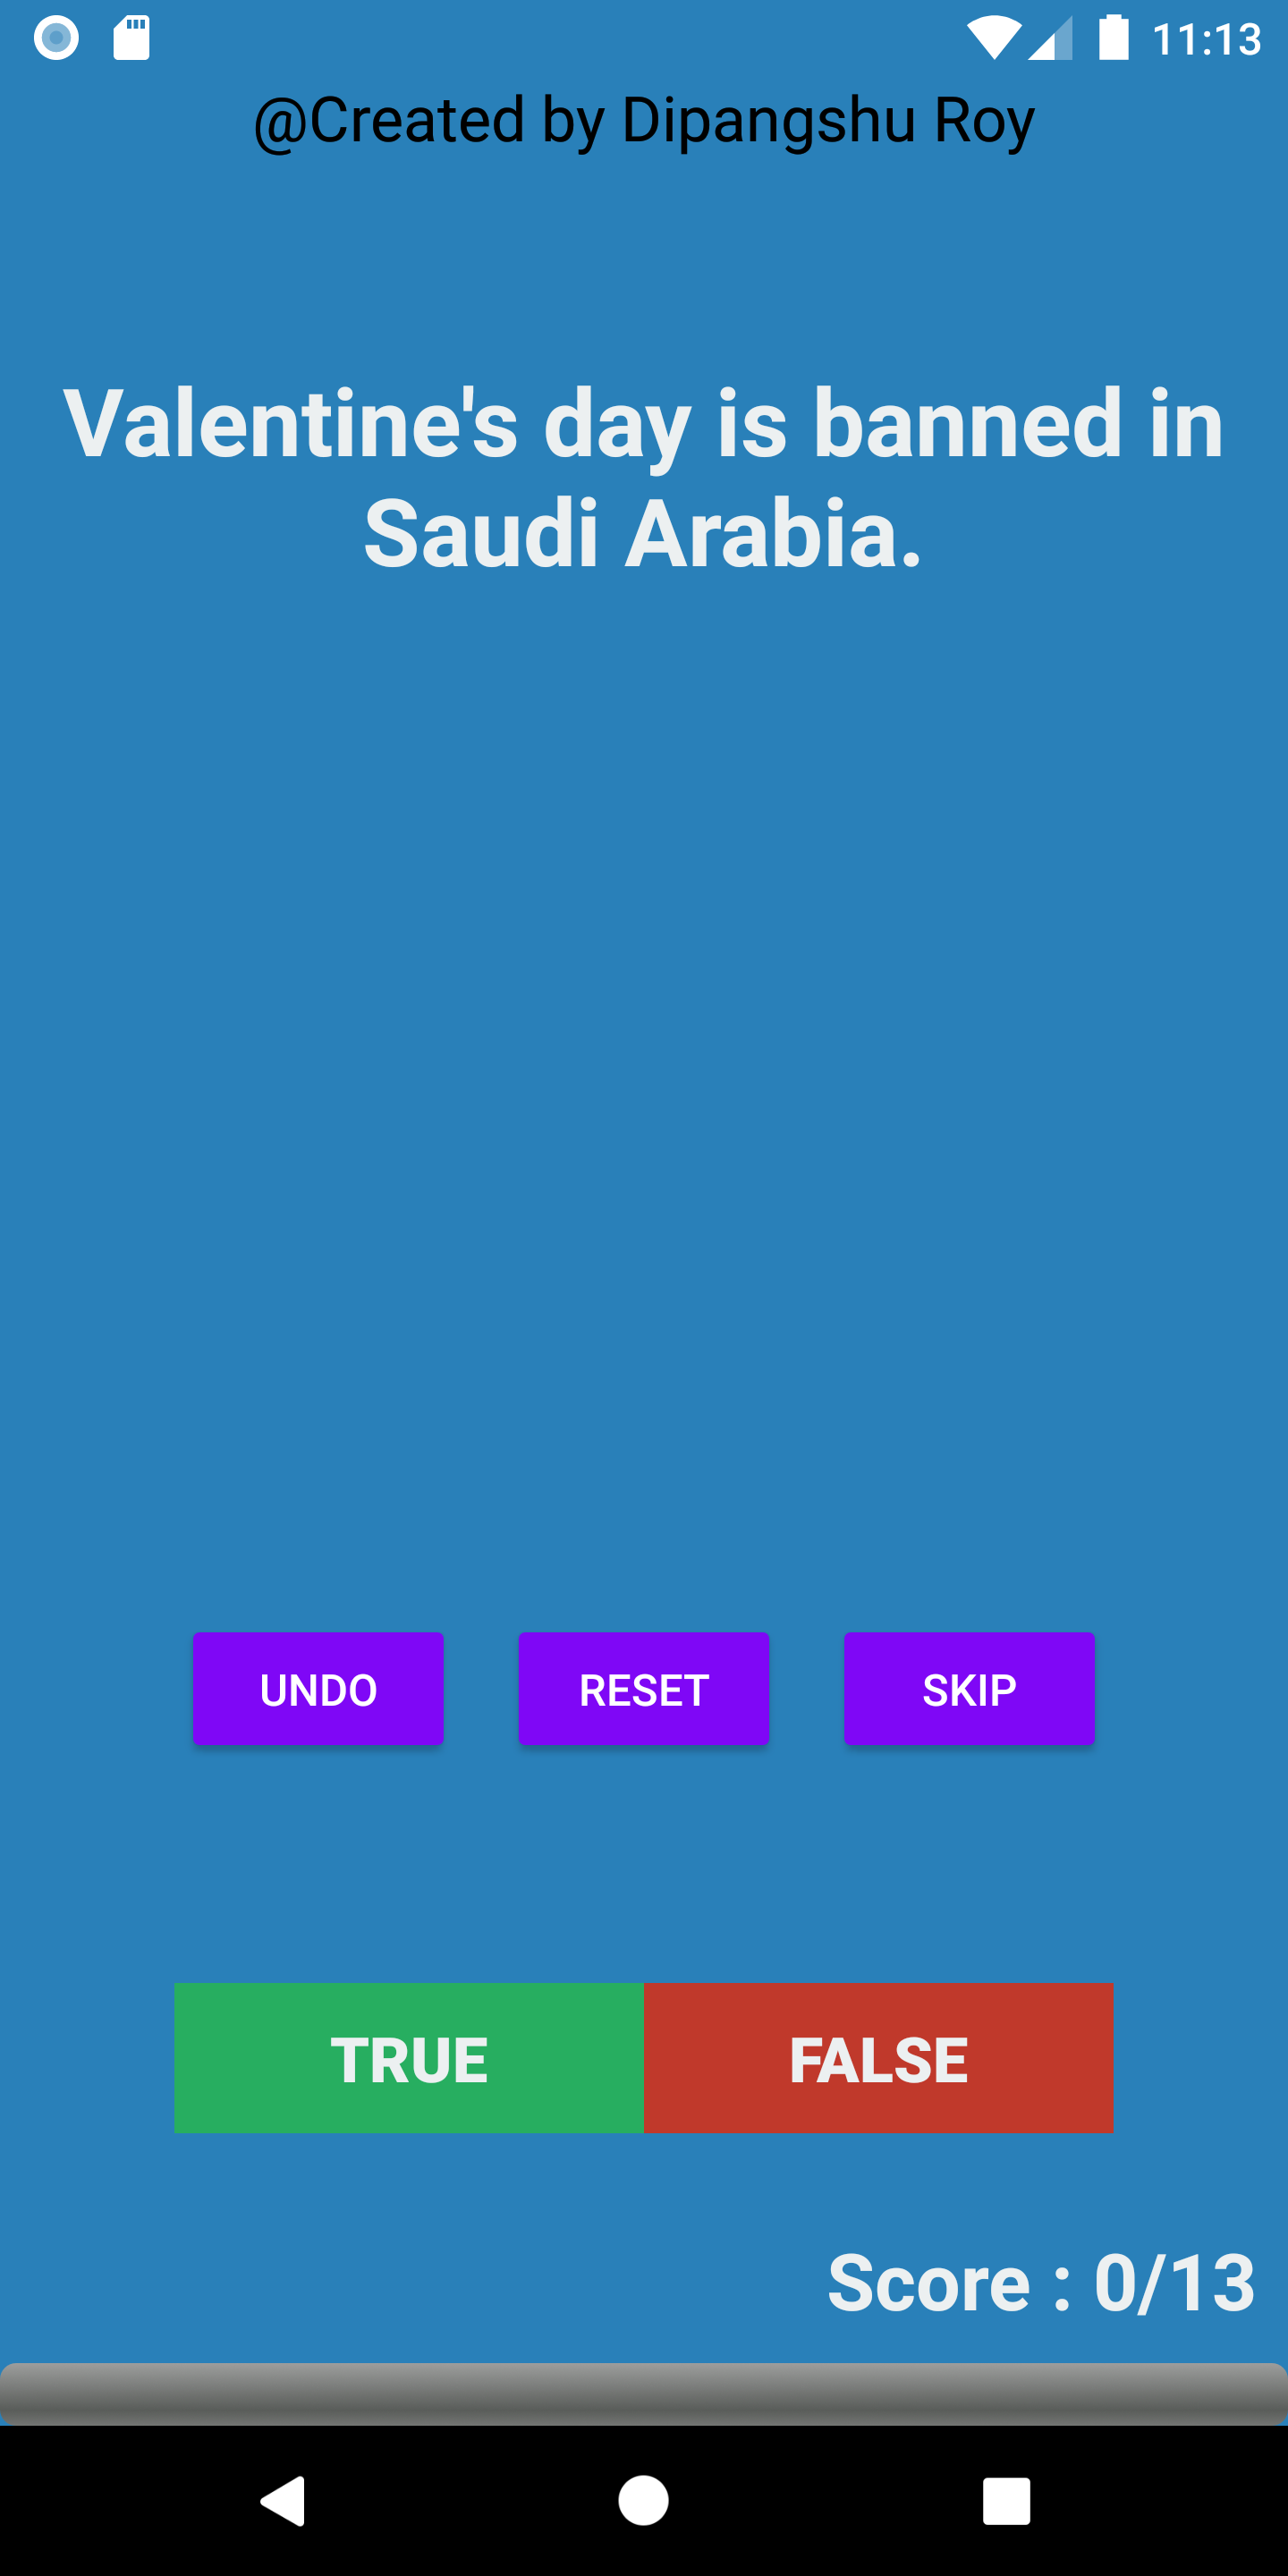 11:13
@Created by Dipangshu Roy
Valentine's day is banned in
Saudi Arabia.
UNDO
RESET
SKIP
TRUE
FALSE
Score : 0/13